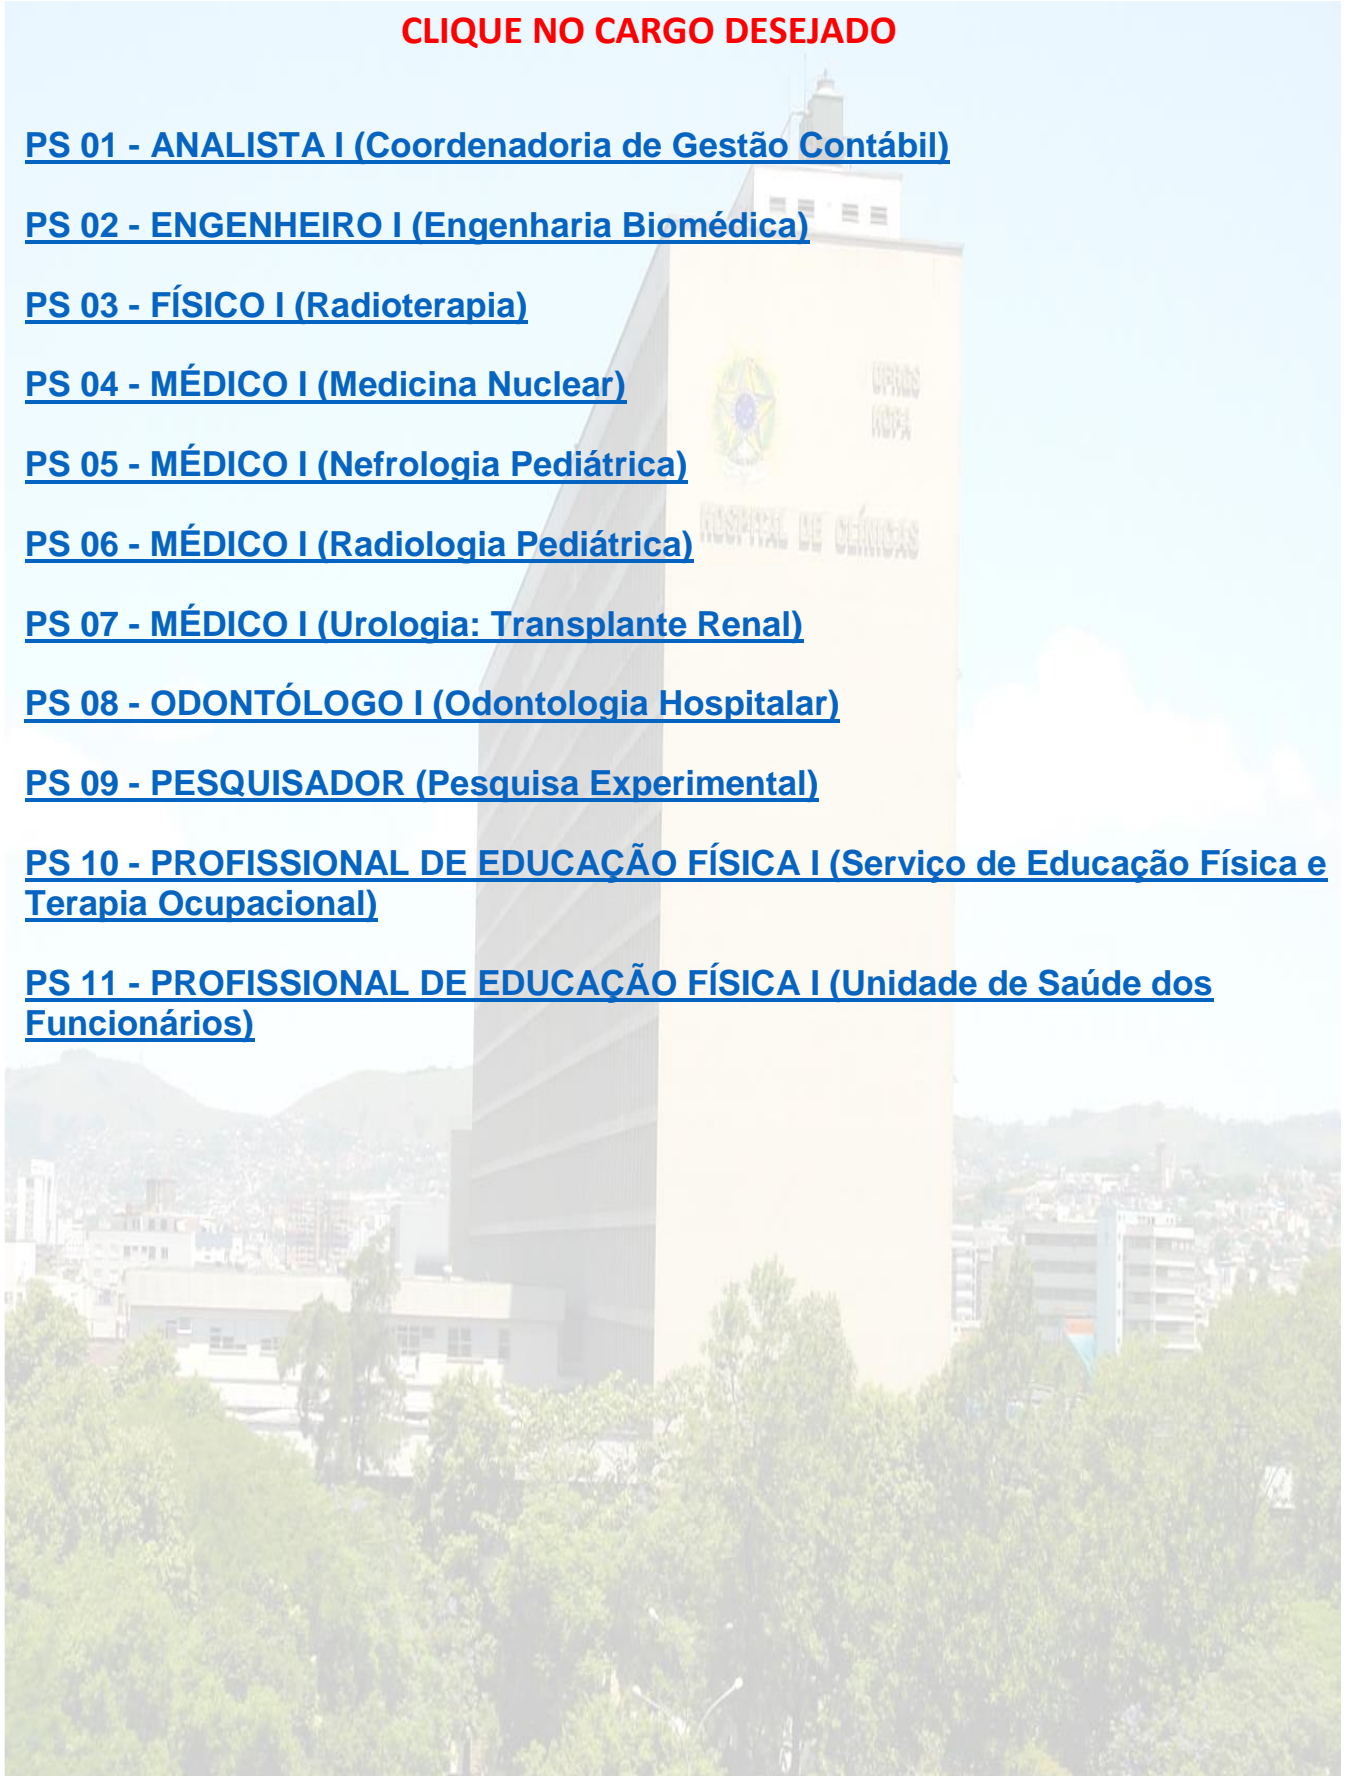 CLIQUE NO CARGO DESEJADO
PS 01 - ANALISTA I (Coordenadoria de Gestão Contábil)
PS 02 - ENGENHEIRO I (Engenharia Biomédica)
PS 03 - FÍSICO I (Radioterapia)
PS 04 - MÉDICO I (Medicina Nuclear)
UFRGS
HCPA
PS 05 - MÉDICO I (Nefrologia Pediátrica)
HOSPITAL DE CLÍNICAS
PS 06 - MÉDICO I (Radiologia Pediátrica)
PS 07 - MÉDICO I (Urologia: Transplante Renal)
PS 08 - ODONTÓLOGO I (Odontologia Hospitalar)
PS 09 - PESQUISADOR (Pesquisa Experimental)
PS 10 - PROFISSIONAL DE EDUCAÇÃO FÍSICA I (Serviço de Educação Física e
Terapia Ocupacional)
PS 11 - PROFISSIONAL DE EDUCAÇÃO FÍSICA I (Unidade de Saúde dos
Funcionários)